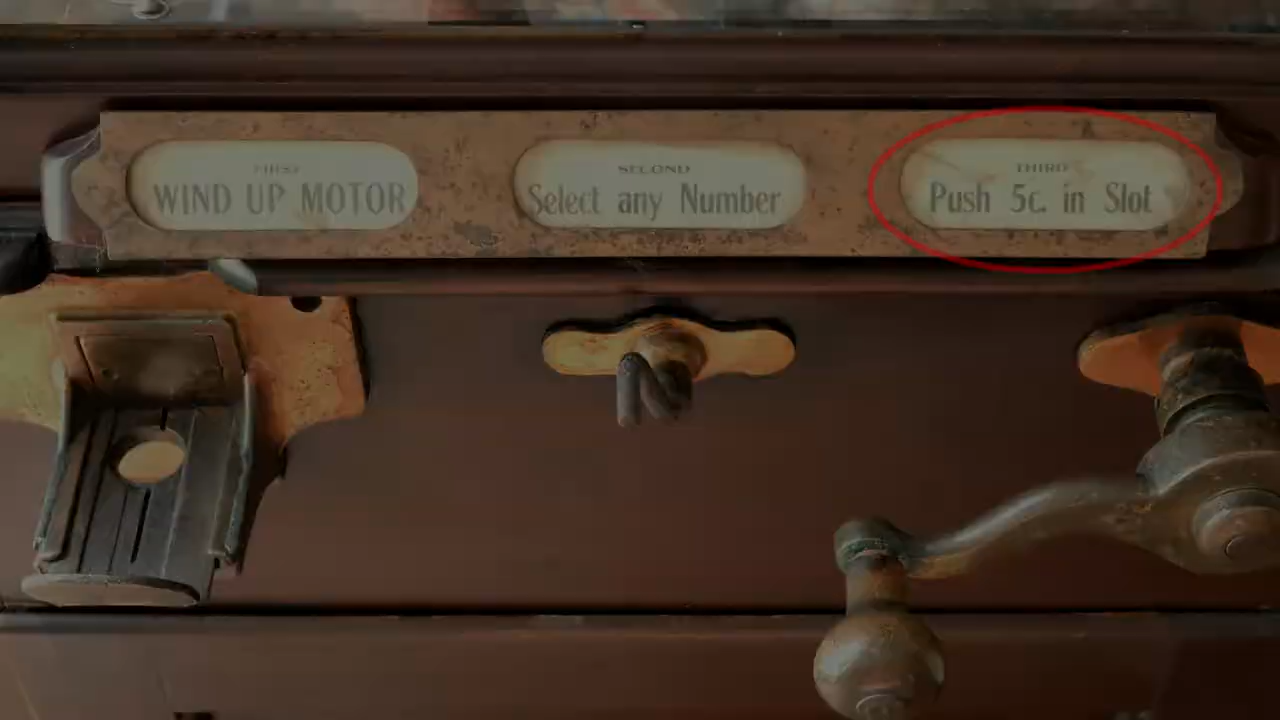 FIRST
WIND UP MOTOR
SECOND
Select any Number
THIRD
Push 5c. in Slot